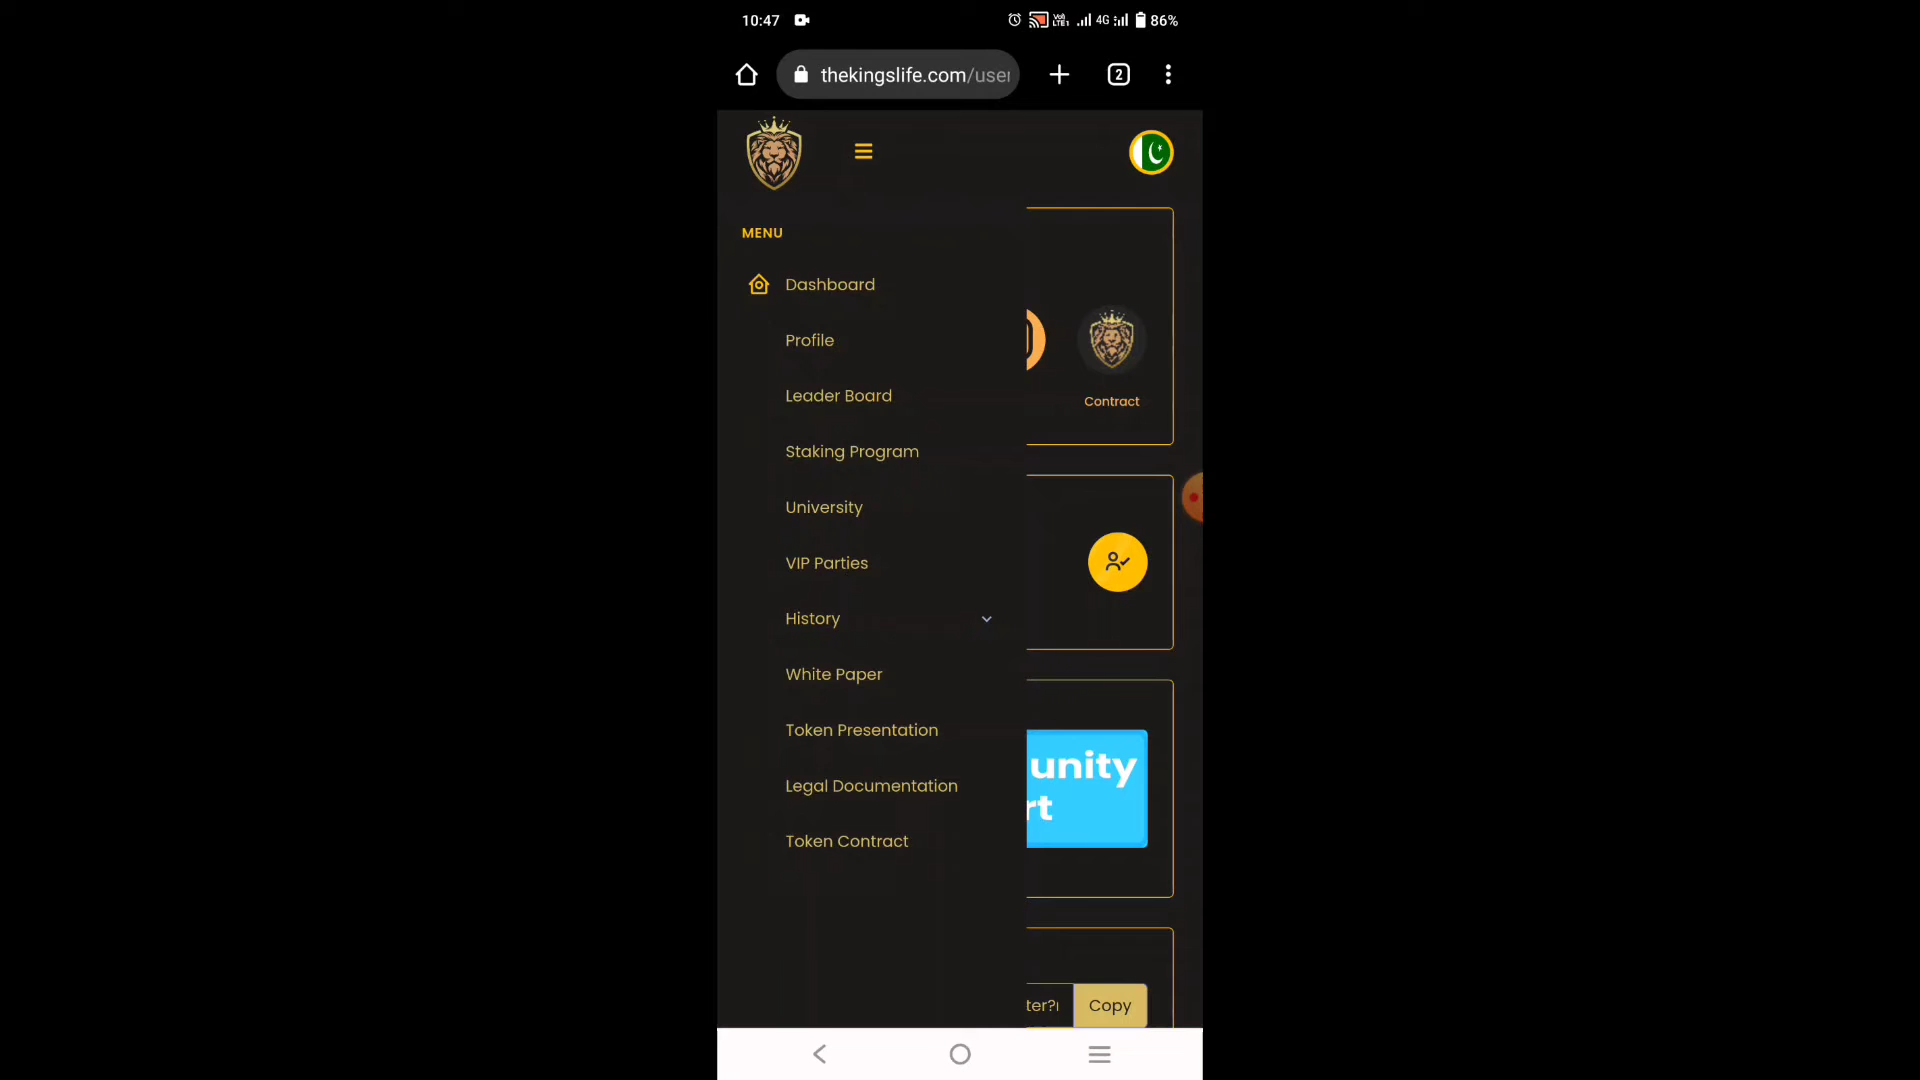 10:47
4G
86%
thekingslife.com/user
2
MENU
Dashboard
Profile
Leader Board
Staking Program
University
VIP Parties
History
White Paper
Token Presentation
Legal Documentation
Token Contract
Contract
unity
rt
ter?
Copy